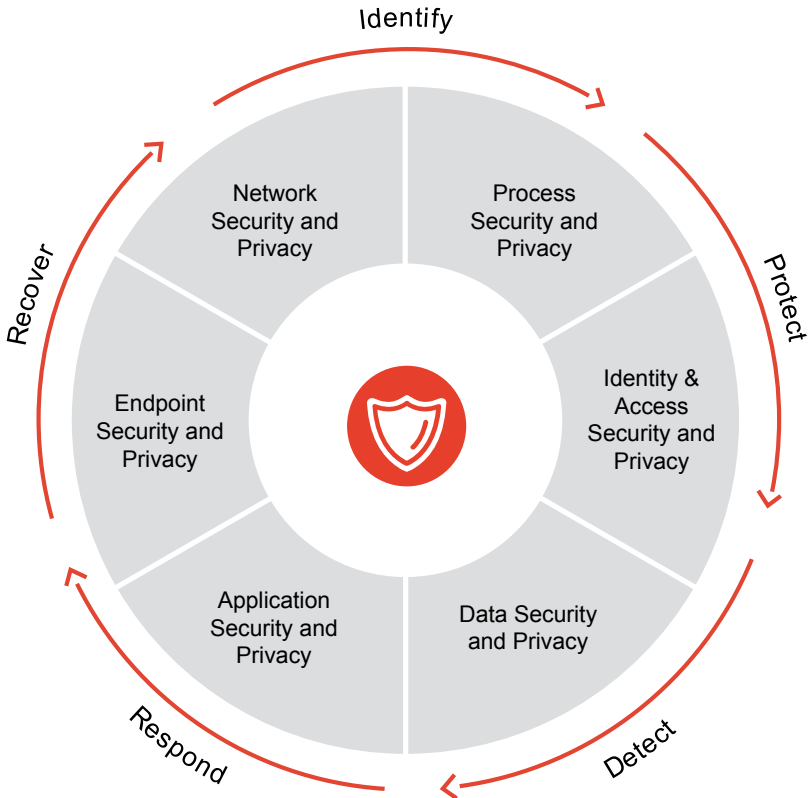 Identify
Network
Security and
Privacy
Process
Security and
Privacy
Recover
Protect
Endpoint
Security and
Privacy
Identity &
Access
Security and
Privacy
Application
Security and
Privacy
Data Security
and Privacy
Respond
Detect